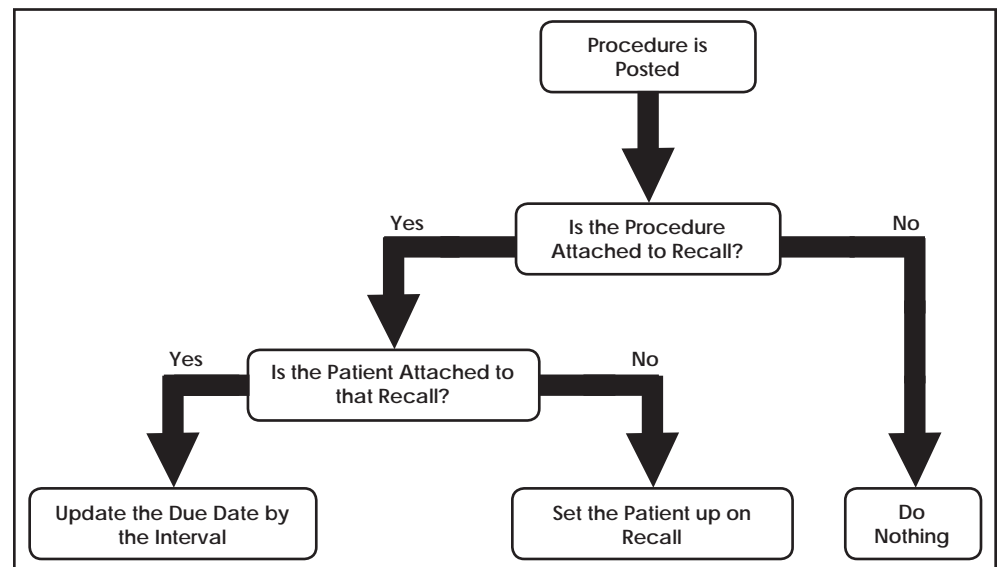 Procedure is
Posted
Yes
Is the Procedure
Attached to Recall?
No
Yes
Is the Patient Attached to
that Recall?
No
Update the Due Date by
the Interval
Set the Patient up on
Recall
Do
Nothing